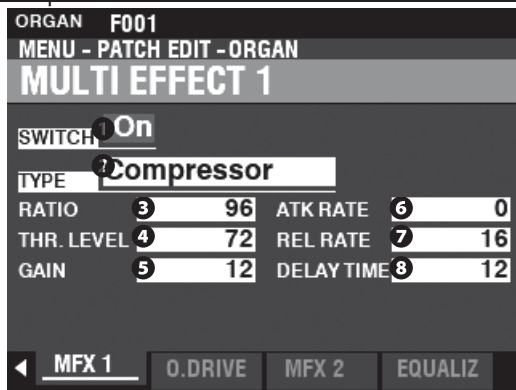 ORGAN F001
MENU - PATCH EDIT - ORGAN
MULTI EFFECT 1
SWITCH 1 On
TYPE 2 Compressor
RATIO 3 96 ATK RATE 6 0
THR. LEVEL 4 72 REL RATE 7 16
GAIN 5 12 DELAY TIME 8 12
◀ MFX 1 O.DRIVE MFX 2 EQUALIZ